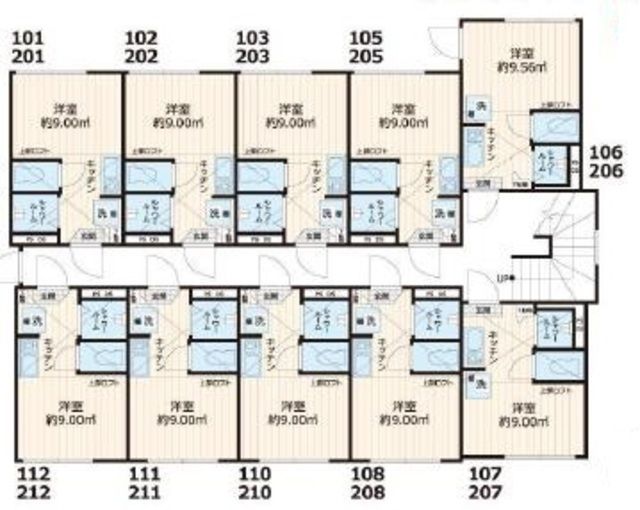 101
201
102
202
103
203
105
205
洋室
約9.56㎡
洗
上部ロフト
キッチン
シャワールーム
玄関
106
206
洋室
約9.00㎡
上部ロフト
キッチン
シャワールーム
洗
玄関
洋室
約9.00㎡
キッチン
シャワールーム
洗
玄関
洋室
約9.00㎡
上部ロフト
キッチン
シャワールーム
洗
玄関
洋室
約9.00㎡
上部ロフト
キッチン
シャワールーム
洗
玄関
UP
玄関
洗
シャワールーム
キッチン
上部ロフト
洋室
約9.00㎡
玄関
洗
シャワールーム
キッチン
上部ロフト
洋室
約9.00㎡
玄関
洗
シャワールーム
キッチン
上部ロフト
洋室
約9.00㎡
玄関
洗
シャワールーム
キッチン
上部ロフト
洋室
約9.00㎡
玄関
シャワールーム
キッチン
洗
上部ロフト
洋室
約9.00㎡
112
212
111
211
110
210
108
208
107
207